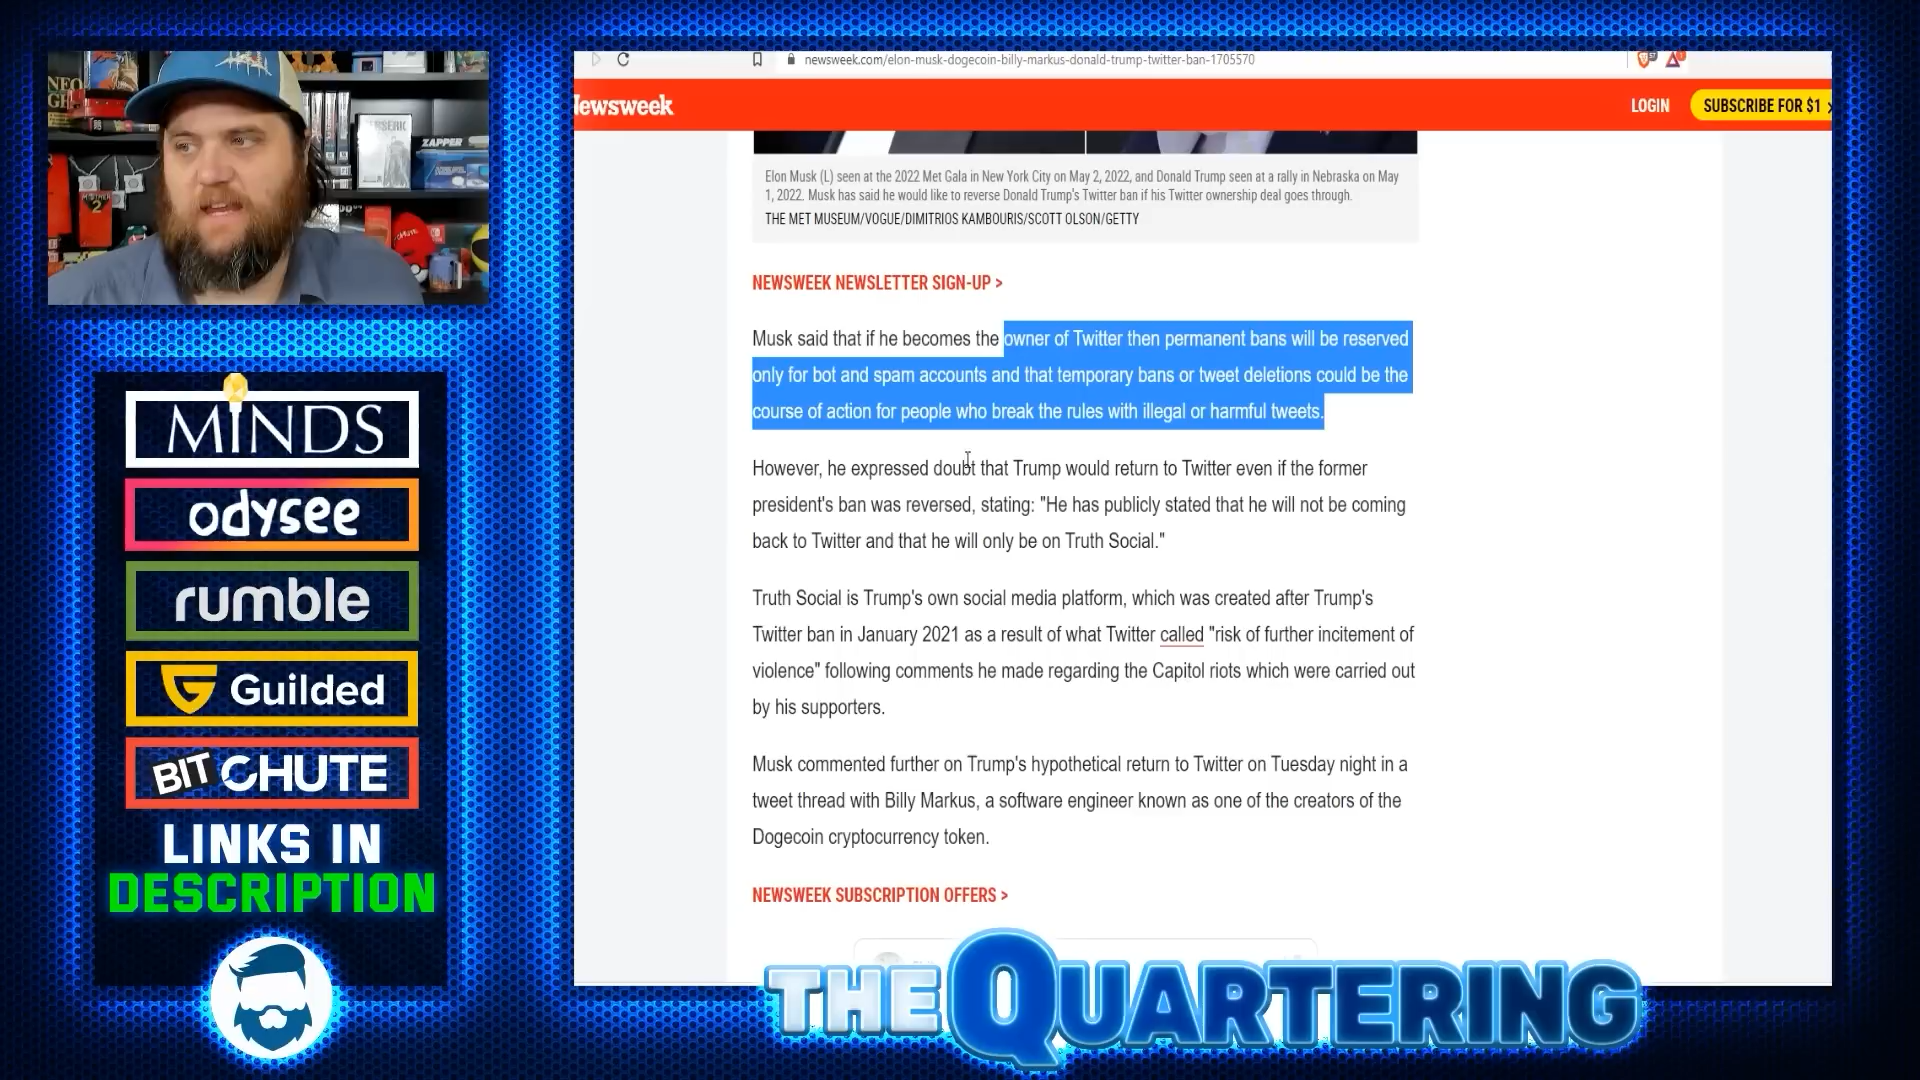 newsweek.com/elon-musk-dogecoin-billy-markus-donald-trump-twitter-ban-1705570
Newsweek
LOGIN
SUBSCRIBE FOR $1 >
Elon Musk (L) seen at the 2022 Met Gala in New York City on May 2, 2022, and Donald Trump seen at a rally in Nebraska on May
1, 2022. Musk has said he would like to reverse Donald Trump's Twitter ban if his Twitter ownership deal goes through.
THE MET MUSEUM/VOGUE/DIMITRIOS KAMBOURIS/SCOTT OLSON/GETTY
NEWSWEEK NEWSLETTER SIGN-UP >
Musk said that if he becomes the owner of Twitter then permanent bans will be reserved
only for bot and spam accounts and that temporary bans or tweet deletions could be the
course of action for people who break the rules with illegal or harmful tweets.
However, he expressed doubt that Trump would return to Twitter even if the former
president's ban was reversed, stating: "He has publicly stated that he will not be coming
back to Twitter and that he will only be on Truth Social."
Truth Social is Trump's own social media platform, which was created after Trump's
Twitter ban in January 2021 as a result of what Twitter called "risk of further incitement of
violence" following comments he made regarding the Capitol riots which were carried out
by his supporters.
Musk commented further on Trump's hypothetical return to Twitter on Tuesday night in a
tweet thread with Billy Markus, a software engineer known as one of the creators of the
Dogecoin cryptocurrency token.
NEWSWEEK SUBSCRIPTION OFFERS >
ZAPPER
MOTHER 2
MINDS
odysee
rumble
Guilded
BITCHUTE
LINKS IN
DESCRIPTION
THE QUARTERING